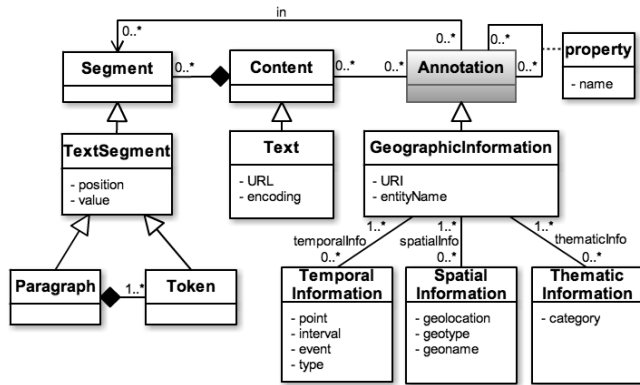 in
0..*
0..*
0..*
Segment
0..*
Content
0..*
0..*
Annotation
0..*
property
- name
TextSegment
- position
- value
Text
- URL
- encoding
GeographicInformation
- URI
- entityName
1..*
1..*
1..*
temporalInfo
spatialInfo
thematicInfo
0..*
0..*
0..*
Paragraph
1..*
Token
Temporal
Information
- point
- interval
- event
- type
Spatial
Information
- geolocation
- geotype
- geoname
Thematic
Information
- category